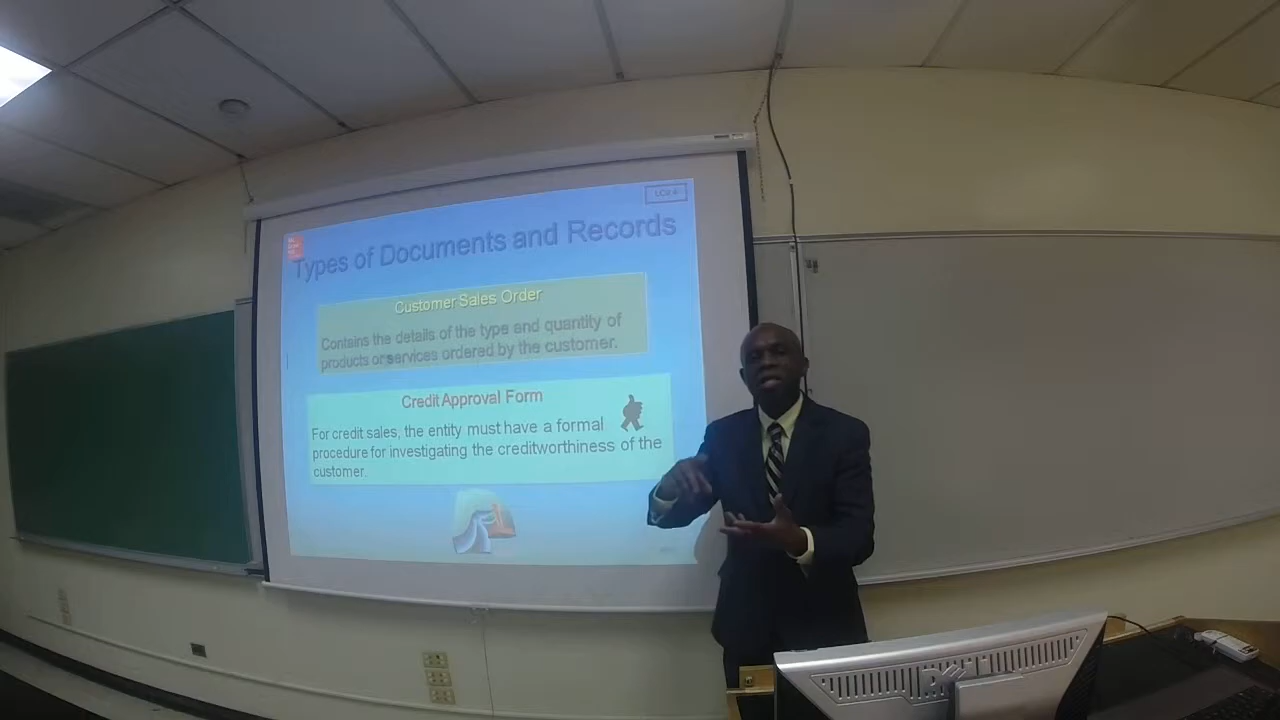 Types of Documents and Records
Customer Sales Order
Contains the details of the type and quantity of
products or services ordered by the customer.
Credit Approval Form
For credit sales, the entity must have a formal
procedure for investigating the creditworthiness of the
customer.